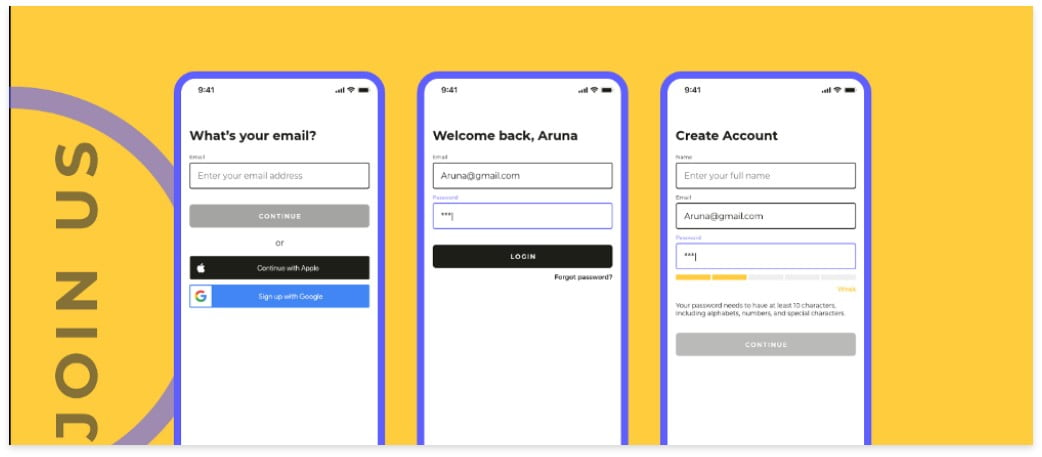 JOIN US
9:41
What's your email?
Email
Enter your email address
CONTINUE
or
Continue with Apple
Sign up with Google
9:41
Welcome back, Aruna
Email
Aruna@gmail.com
Password
***|
LOGIN
Forgot password?
9:41
Create Account
Name
Enter your full name
Email
Aruna@gmail.com
Password
***|
Weak
Your password needs to have at least 10 characters,
including alphabets, numbers, and special characters
CONTINUE